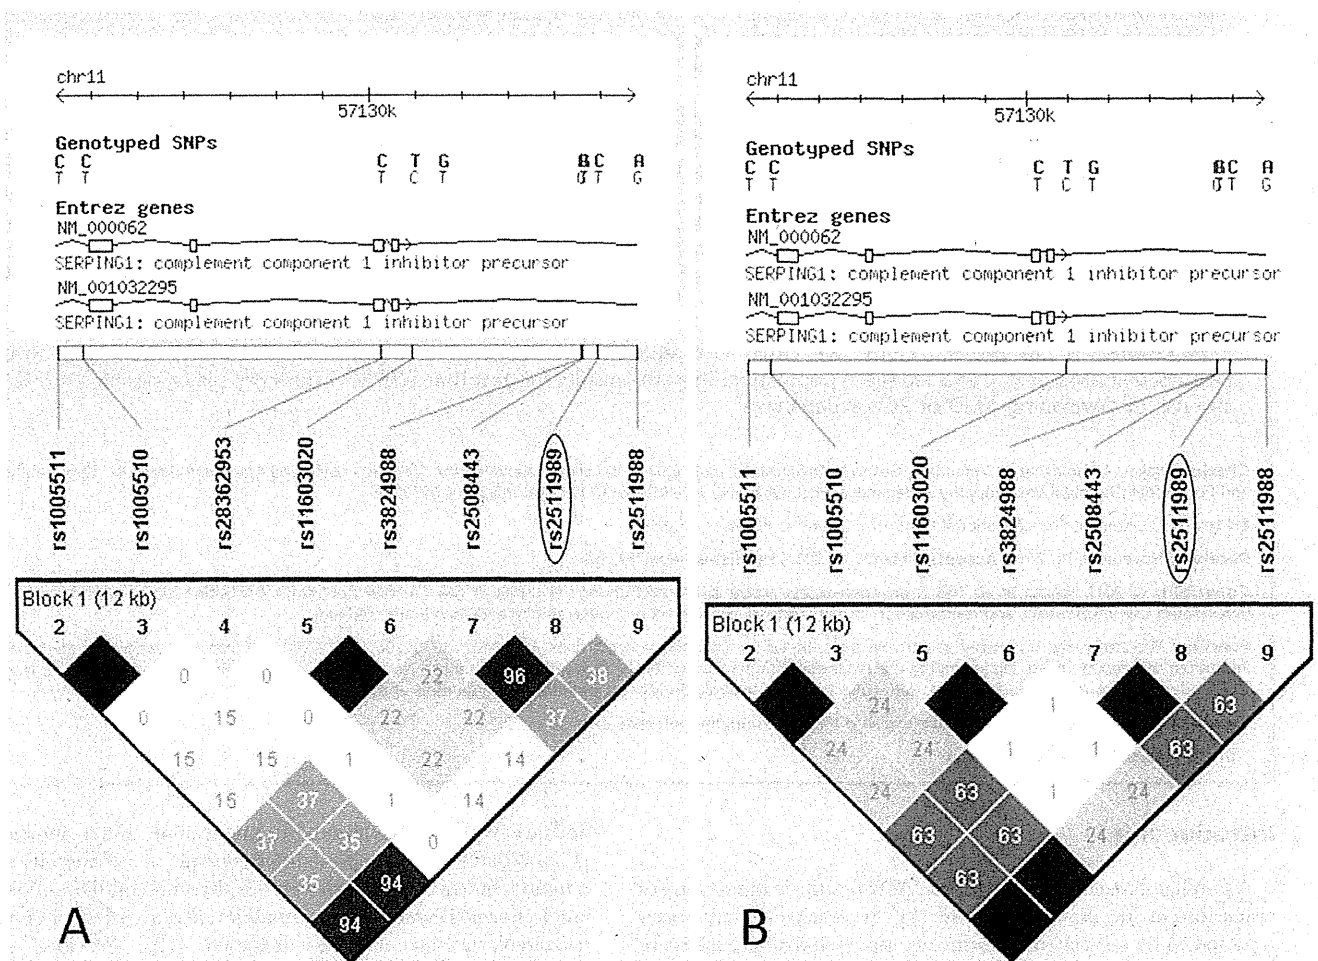 chr11
57130k
Genotyped SNPs
C C C T G C A
T T T C T T G
Entrez genes
NM_000062
SERPING1: complement component 1 inhibitor precursor
NM_001032295
SERPING1: complement component 1 inhibitor precursor
rs1005511
rs1005510
rs28362953
rs11603020
rs3824988
rs2508443
rs2511989
rs2511988
Block 1 (12 kb)
2 3 4 5 6 7 8 9
0 0 22 96 38
0 15 0 22 22 37
15 15 1 22 14
15 37 1 14
37 35 0
35 94
94
A
chr11
57130k
Genotyped SNPs
C C C T G C A
T T T C T T G
Entrez genes
NM_000062
SERPING1: complement component 1 inhibitor precursor
NM_001032295
SERPING1: complement component 1 inhibitor precursor
rs1005511
rs1005510
rs11603020
rs3824988
rs2508443
rs2511989
rs2511988
Block 1 (12 kb)
2 3 5 6 7 8 9
24 1 63
24 24 1 1 63
24 63 1 24
63 63 24
63
B